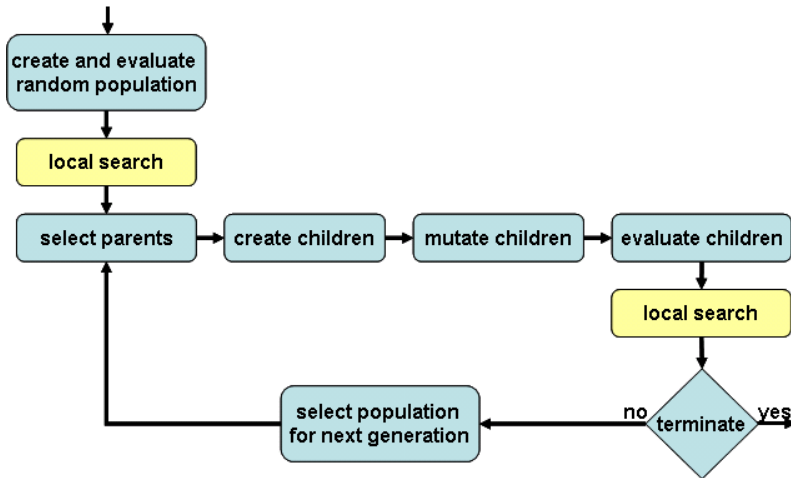 create and evaluate
random population
local search
select parents
create children
mutate children
evaluate children
local search
terminate
no
yes
select population
for next generation